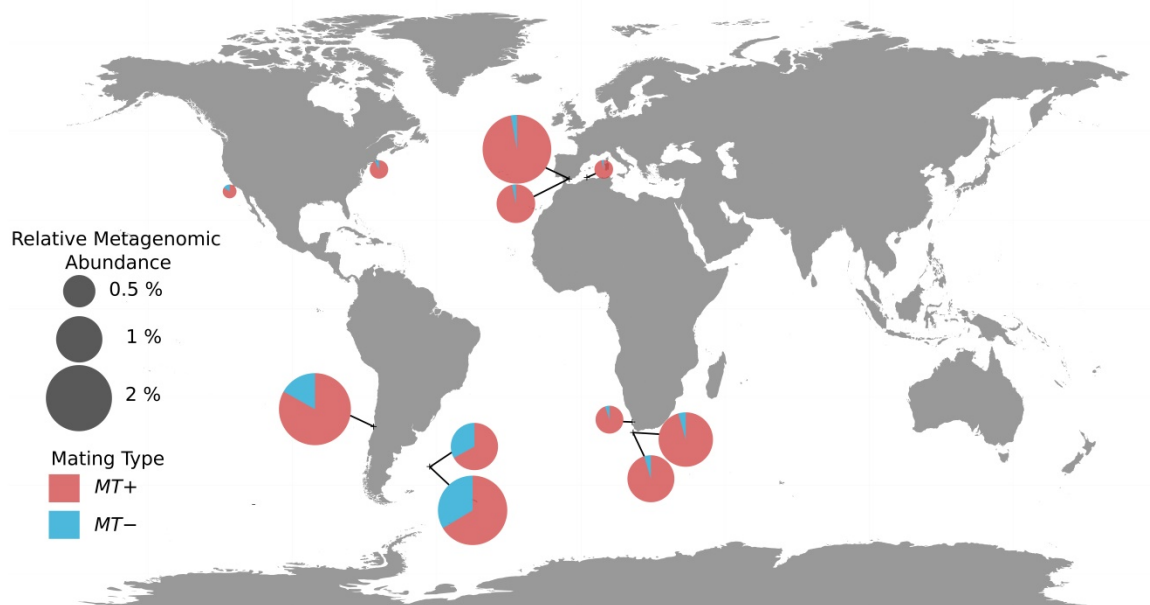 Relative Metagenomic
Abundance
0.5 %
1 %
2 %
Mating Type
MT+
MT−